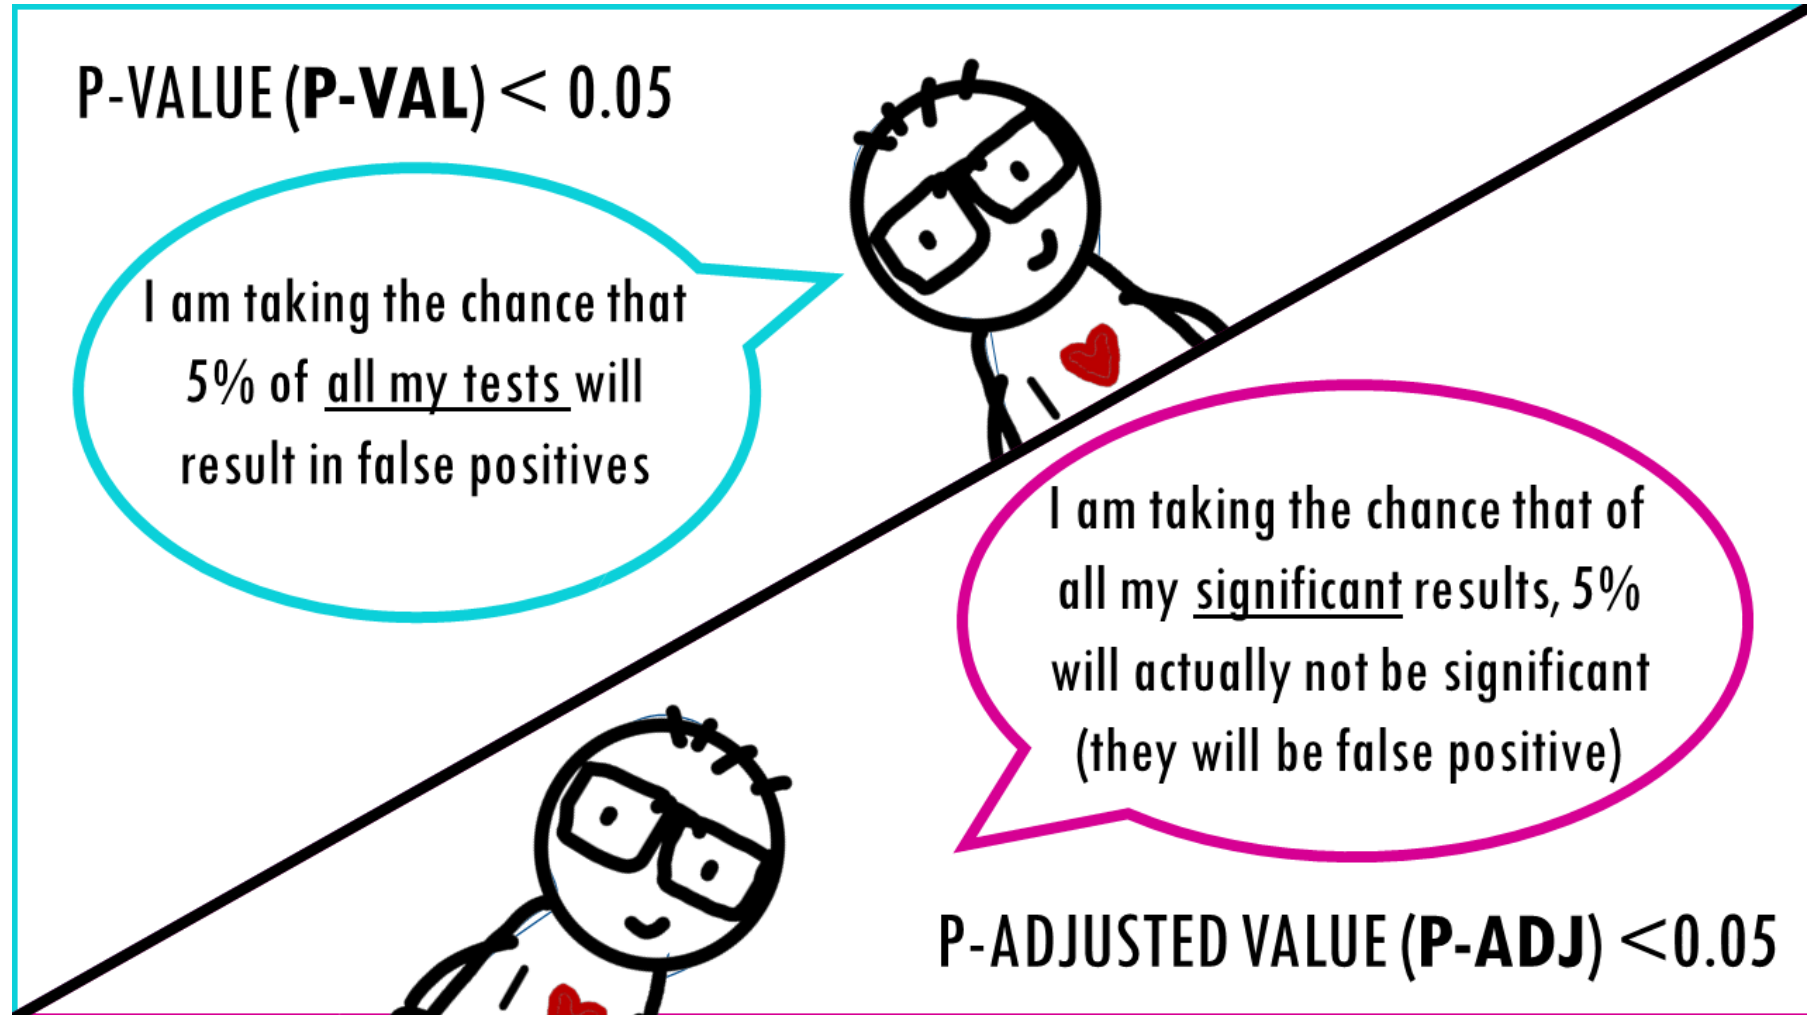 P-VALUE (P-VAL) < 0.05
I am taking the chance that
5% of all my tests will
result in false positives
I am taking the chance that of
all my significant results, 5%
will actually not be significant
(they will be false positive)
P-ADJUSTED VALUE (P-ADJ) <0.05